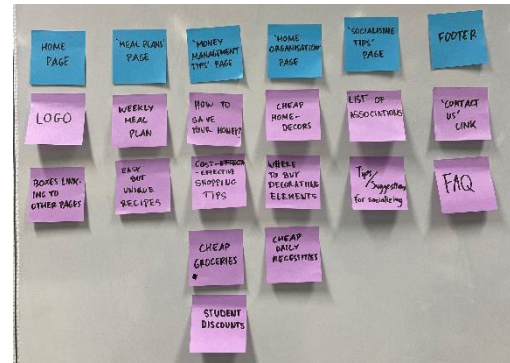 HOME
PAGE
'MEAL PLANS'
PAGE
'MONEY
MANAGEMENT
TIPS' PAGE
'HOME
ORGANISATION'
PAGE
'SOCIALISING
TIPS'
PAGE
FOOTER
LOGO
WEEKLY
MEAL
PLAN
HOW TO
SAVE
YOUR MONEY?
CHEAP
HOME-
DECORS
LIST OF
ASSOCIATIONS
'CONTACT
US'
LINK
BOXES LINK-
ING TO
OTHER PAGES
EASY
BUT
UNIQUE
RECIPES
COST-EFFECTI
-EFFECTIVE
SHOPPING
TIPS
WHERE
TO BUY
DECORATING
ELEMENTS
Tips/
Suggestion
for socializing
FAQ
CHEAP
GROCERIES
CHEAP
DAILY
NECESSITIES
STUDENT
DISCOUNTS